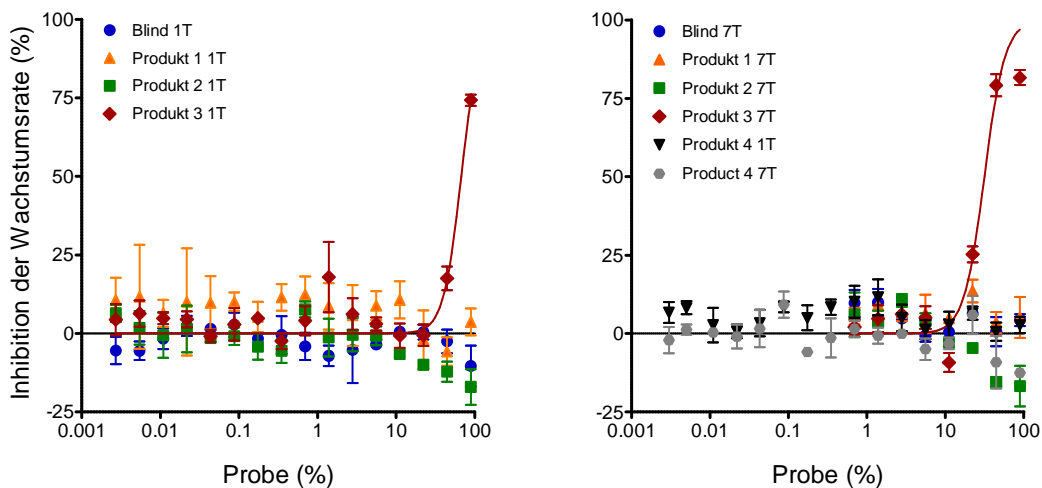 Inhibition der Wachstumsrate (%)
100
75
50
25
0
-25
Blind 1T
Produkt 1 1T
Produkt 2 1T
Produkt 3 1T
0.001
0.01
0.1
1
10
100
Probe (%)
100
75
50
25
0
-25
Blind 7T
Produkt 1 7T
Produkt 2 7T
Produkt 3 7T
Produkt 4 1T
Product 4 7T
0.001
0.01
0.1
1
10
100
Probe (%)